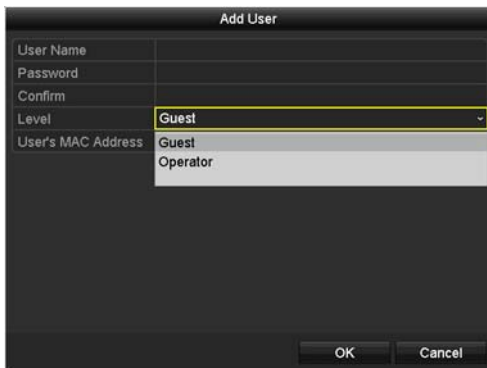 Add User
User Name
Password
Confirm
Level Guest
User's MAC Address Guest
Operator
OK Cancel